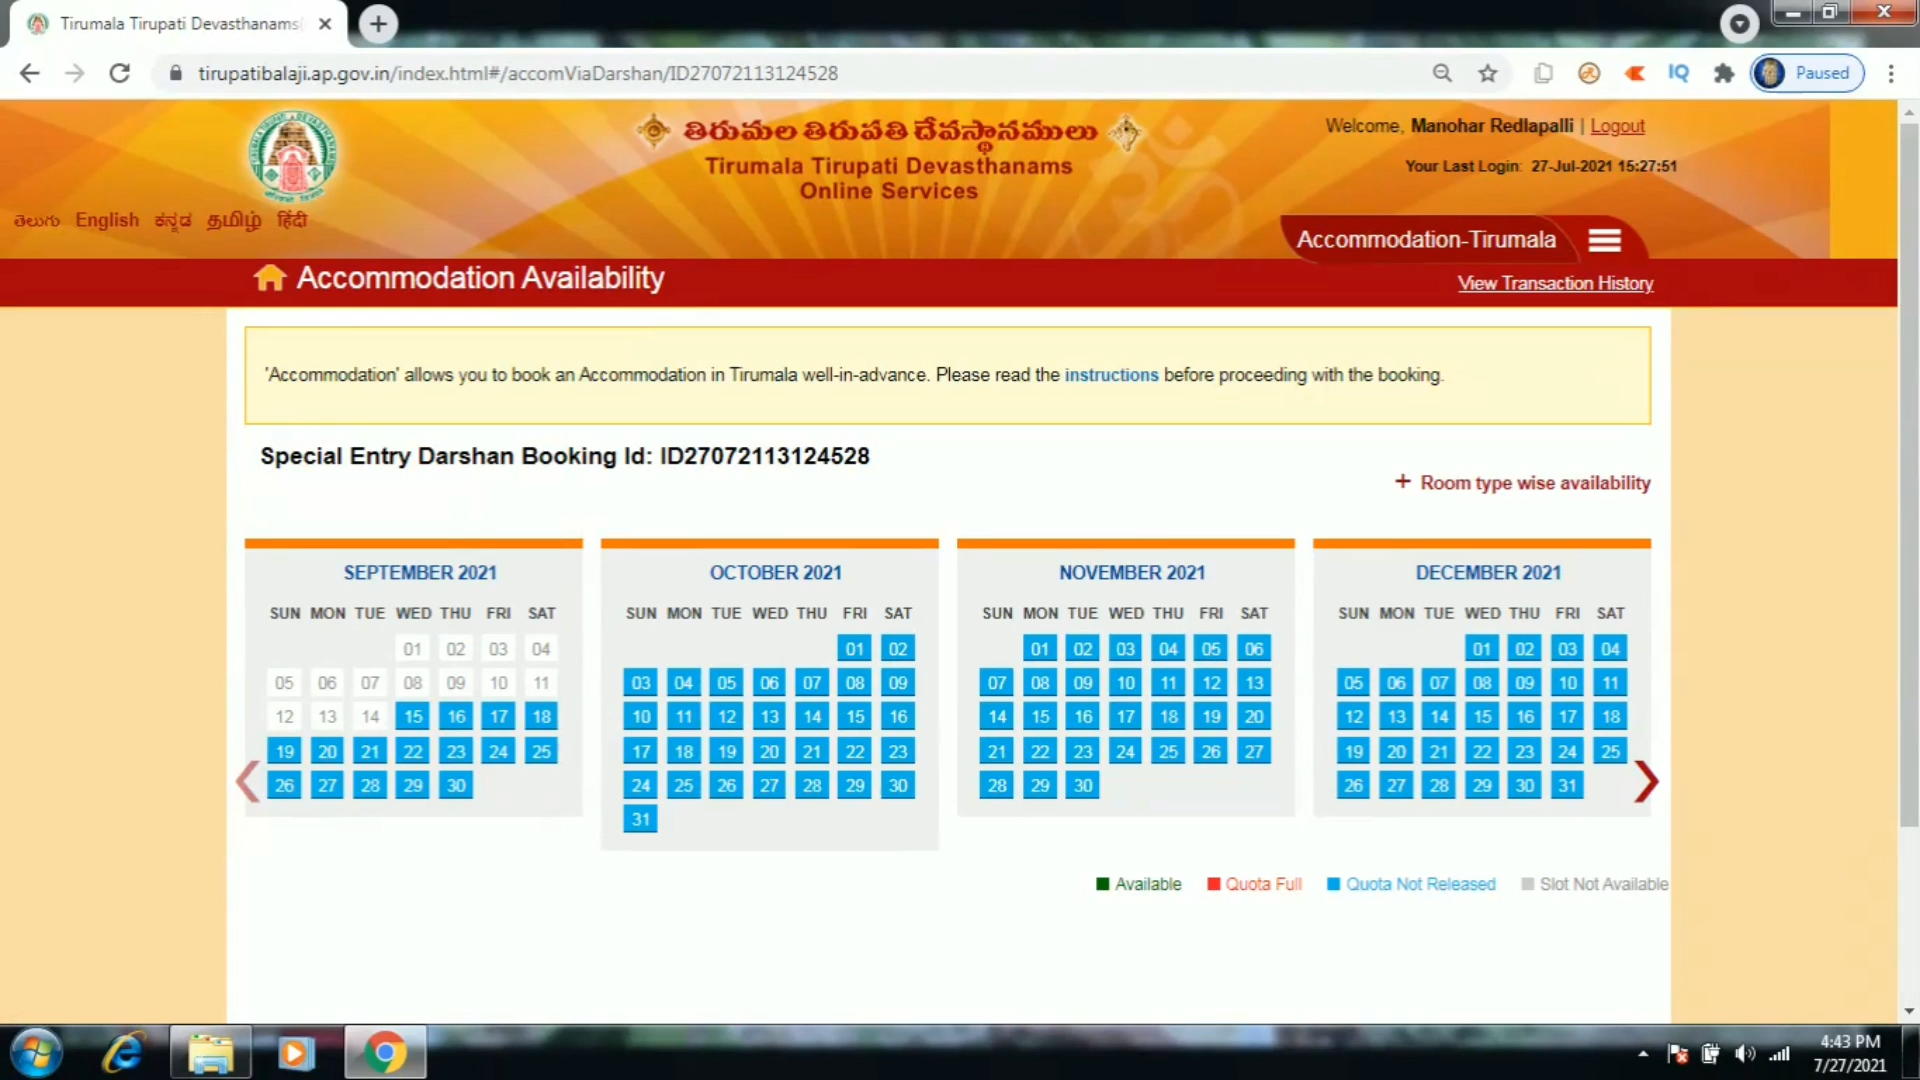 Tirumala Tirupati Devasthanams
tirupatibalaji.ap.gov.in/index.html#/accomViaDarshan/ID27072113124528
IQ
Paused
తిరుమల తిరుపతి దేవస్థానములు
Tirumala Tirupati Devasthanams
Online Services
Welcome, Manohar Redlapalli | Logout
Your Last Login: 27-Jul-2021 15:27:51
తెలుగు English ಕನ್ನಡ தமிழ் हिंदी
Accommodation-Tirumala
Accommodation Availability
View Transaction History
'Accommodation' allows you to book an Accommodation in Tirumala well-in-advance. Please read the instructions before proceeding with the booking.
Special Entry Darshan Booking Id: ID27072113124528
+ Room type wise availability
SEPTEMBER 2021
SUN MON TUE WED THU FRI SAT
01 02 03 04
05 06 07 08 09 10 11
12 13 14 15 16 17 18
19 20 21 22 23 24 25
26 27 28 29 30
OCTOBER 2021
SUN MON TUE WED THU FRI SAT
01 02
03 04 05 06 07 08 09
10 11 12 13 14 15 16
17 18 19 20 21 22 23
24 25 26 27 28 29 30
31
NOVEMBER 2021
SUN MON TUE WED THU FRI SAT
01 02 03 04 05 06
07 08 09 10 11 12 13
14 15 16 17 18 19 20
21 22 23 24 25 26 27
28 29 30
DECEMBER 2021
SUN MON TUE WED THU FRI SAT
01 02 03 04
05 06 07 08 09 10 11
12 13 14 15 16 17 18
19 20 21 22 23 24 25
26 27 28 29 30 31
Available Quota Full Quota Not Released Slot Not Available
4:43 PM
7/27/2021